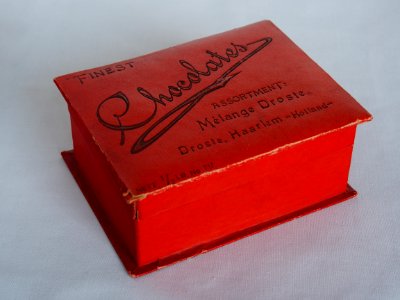 FINEST
Chocolates
ASSORTMENT:
Mélange Droste.
Droste, Haarlem-Holland-